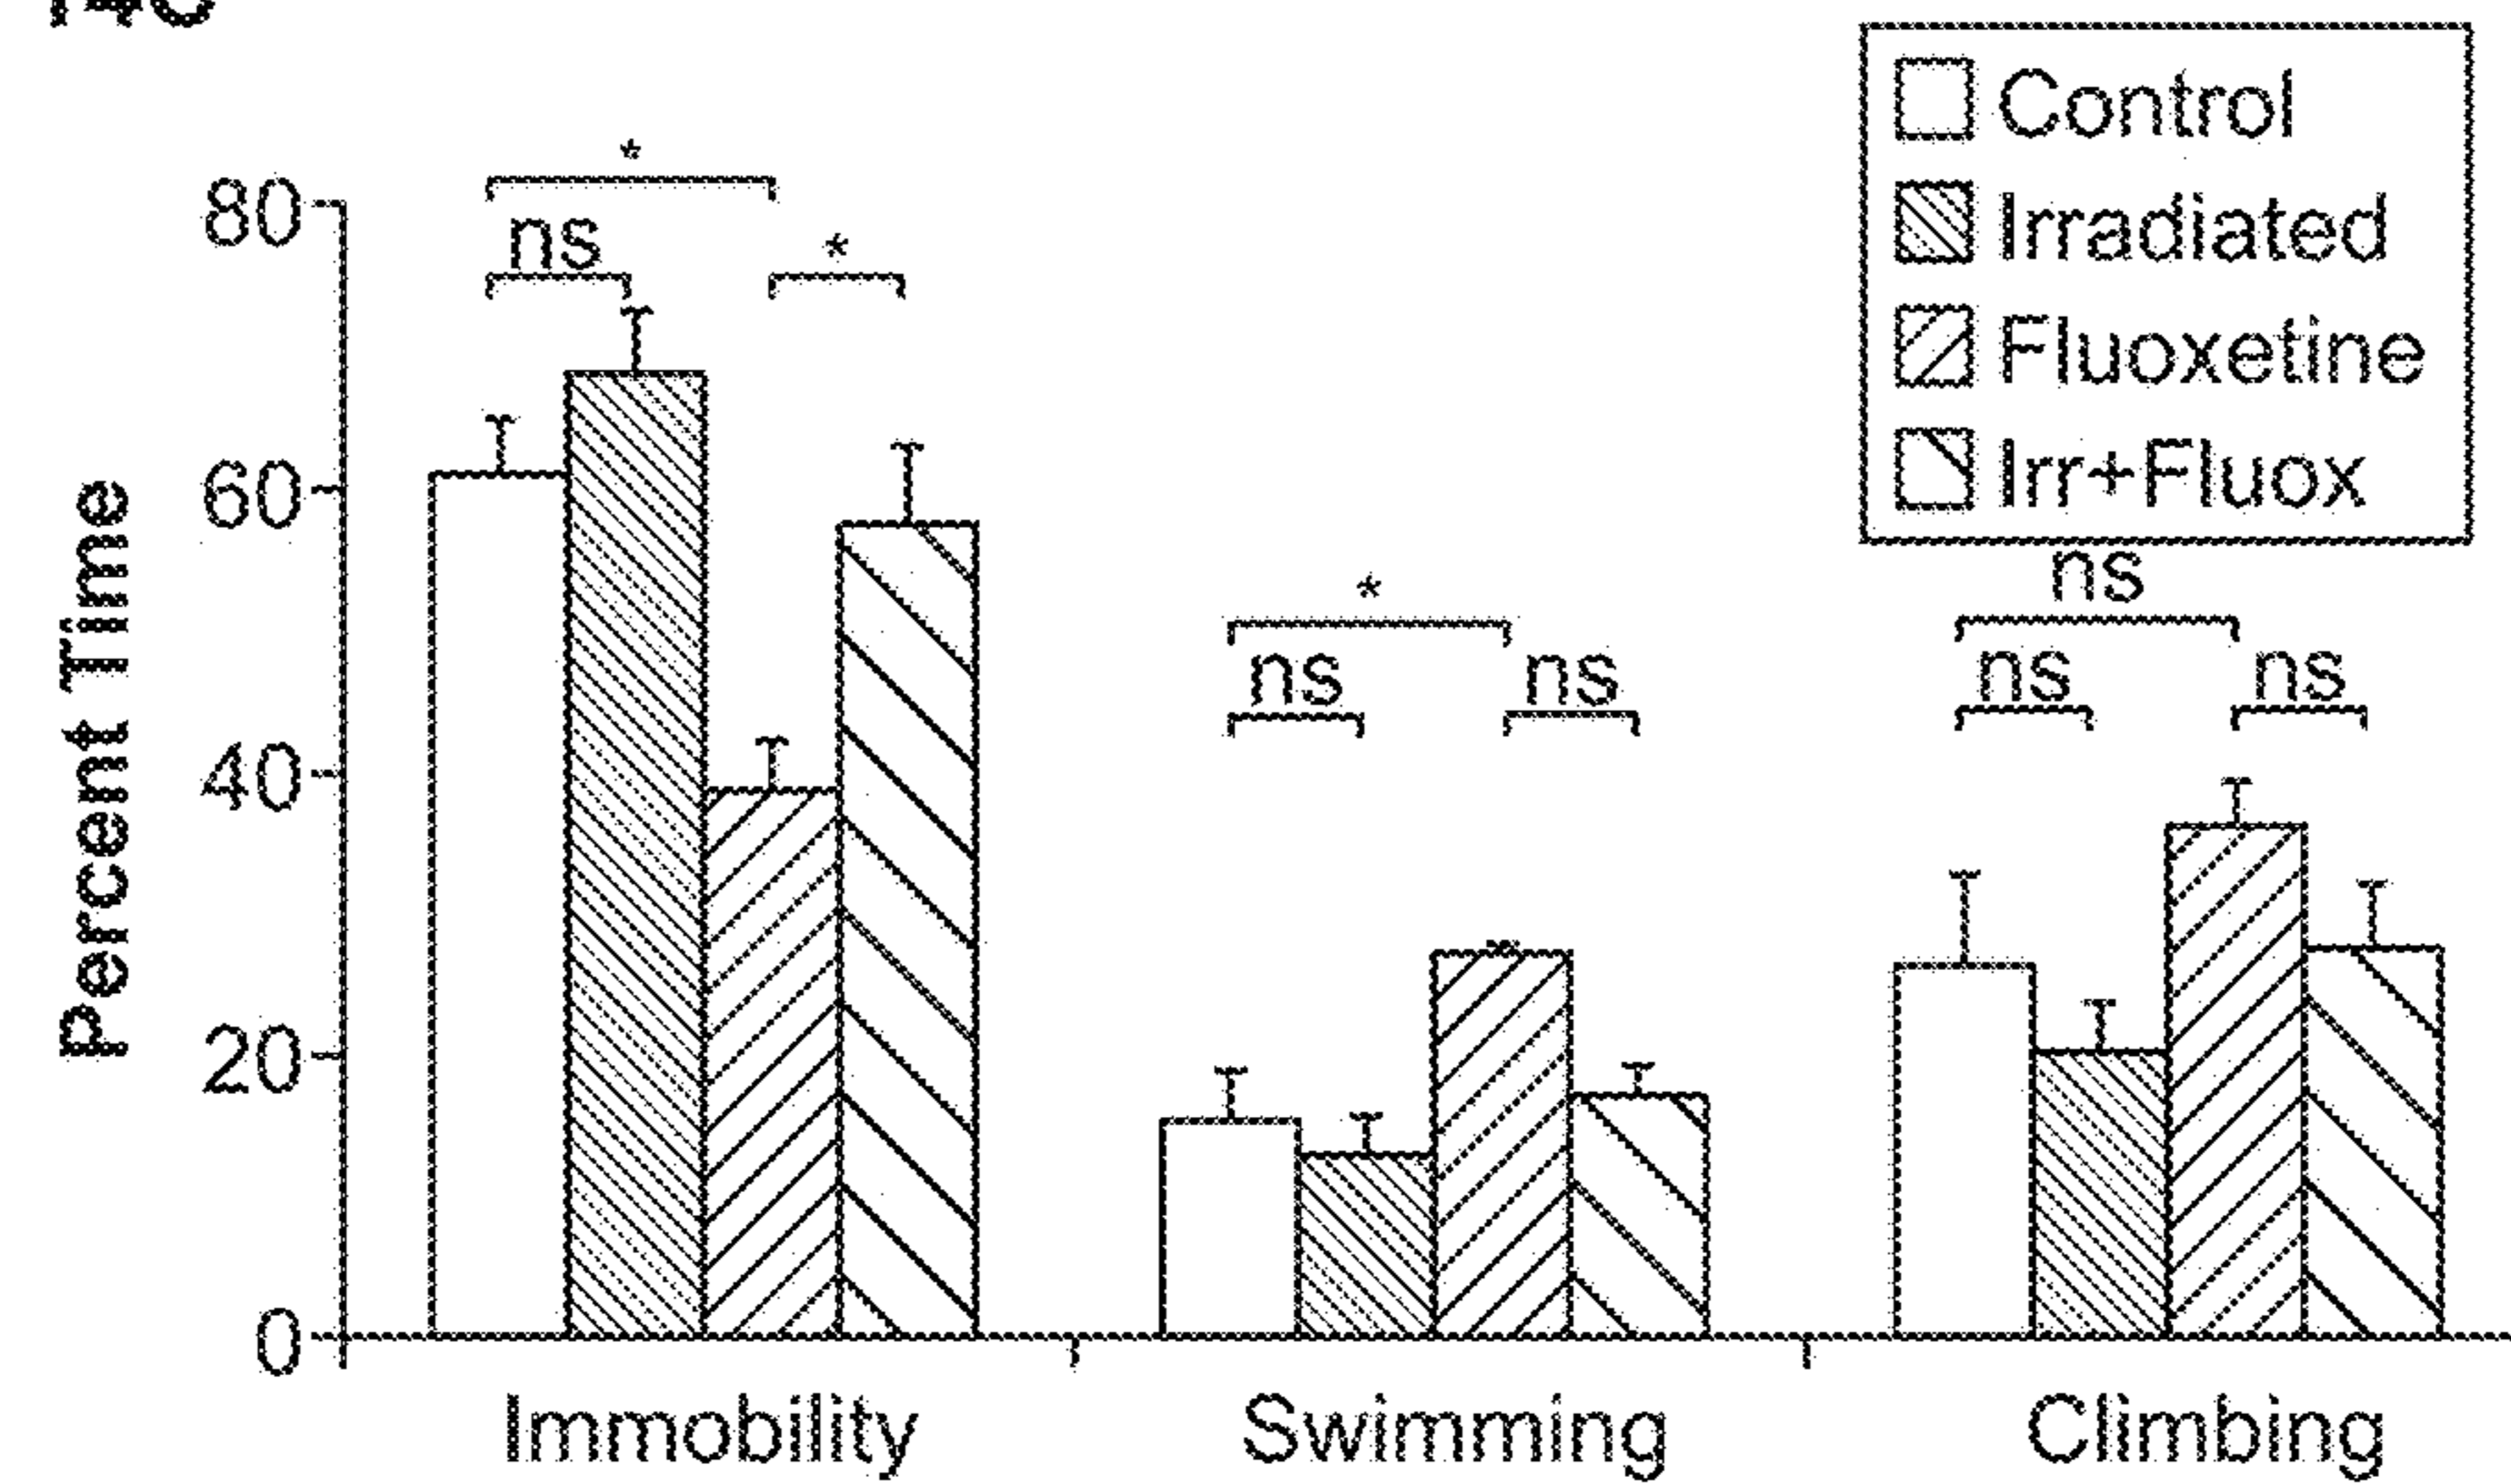 Control
Irradiated
Fluoxetine
Irr+Fluox
Percent Time
80
60
40
20
0
*
ns
*
*
ns
ns
ns
ns
ns
Immobility
Swimming
Climbing